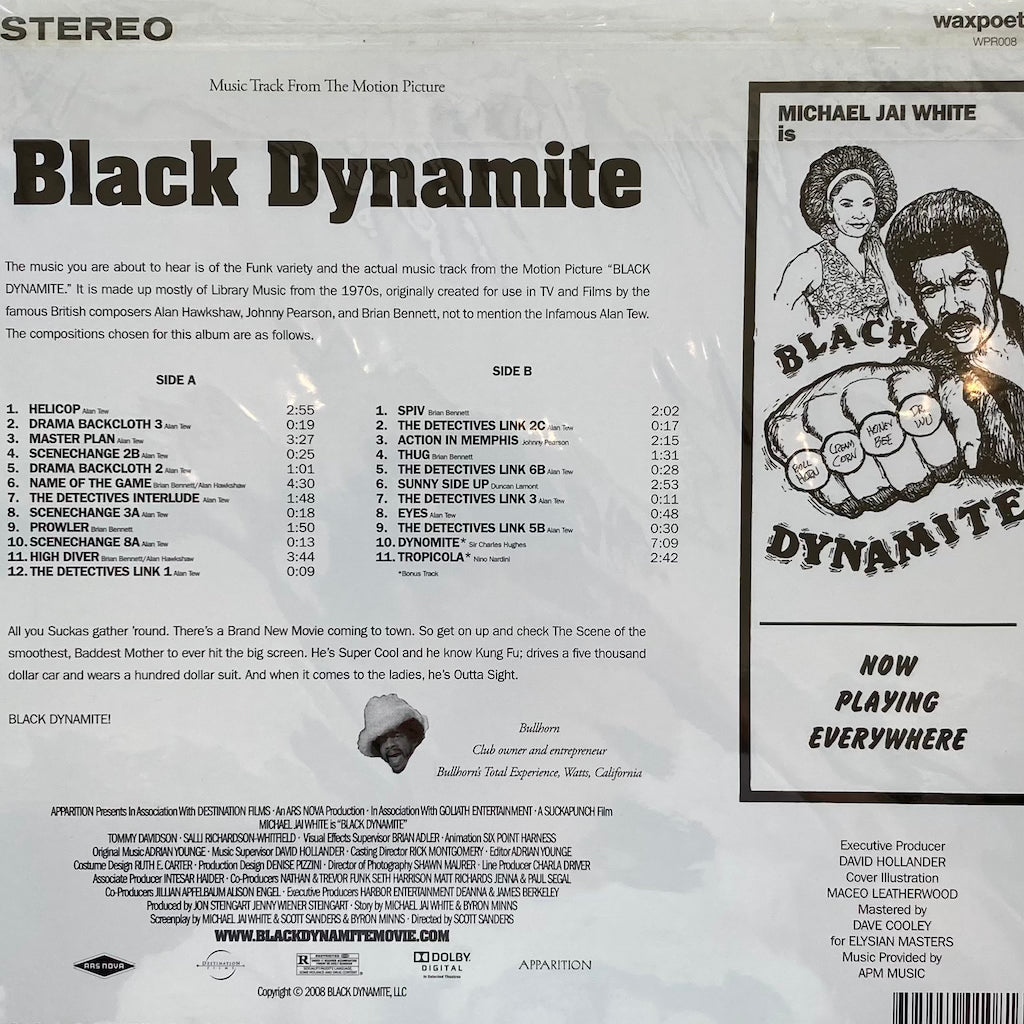 STEREO
waxpoet
WPR008
Music Track From The Motion Picture
Black Dynamite
The music you are about to hear is of the Funk variety and the actual music track from the Motion Picture “BLACK
DYNAMITE.” It is made up mostly of Library Music from the 1970s, originally created for use in TV and Films by the
famous British composers Alan Hawkshaw, Johnny Pearson, and Brian Bennett, not to mention the Infamous Alan Tew.
The compositions chosen for this album are as follows.
SIDE A
1. HELICOP Alan Tew 2:55
2. DRAMA BACKCLOTH 3 Alan Tew 0:19
3. MASTER PLAN Alan Tew 3:27
4. SCENECHANGE 2B Alan Tew 0:25
5. DRAMA BACKCLOTH 2 Alan Tew 1:01
6. NAME OF THE GAME Brian Bennett/Alan Hawkshaw 4:30
7. THE DETECTIVES INTERLUDE Alan Tew 1:48
8. SCENECHANGE 3A Alan Tew 0:18
9. PROWLER Brian Bennett 1:50
10. SCENECHANGE 8A Alan Tew 0:13
11. HIGH DIVER Brian Bennett/Alan Hawkshaw 3:44
12. THE DETECTIVES LINK 1 Alan Tew 0:09
SIDE B
1. SPIV Brian Bennett 2:02
2. THE DETECTIVES LINK 2C Alan Tew 0:17
3. ACTION IN MEMPHIS Johnny Pearson 2:15
4. THUG Brian Bennett 1:31
5. THE DETECTIVES LINK 6B Alan Tew 0:28
6. SUNNY SIDE UP Duncan Lamont 2:53
7. THE DETECTIVES LINK 3 Alan Tew 0:11
8. EYES Alan Tew 0:48
9. THE DETECTIVES LINK 5B Alan Tew 0:30
10. DYNOMITE* Sir Charles Hughes 7:09
11. TROPICOLA* Nino Nardini 2:42
*Bonus Track
All you Suckas gather ’round. There’s a Brand New Movie coming to town. So get on up and check The Scene of the
smoothest, Baddest Mother to ever hit the big screen. He’s Super Cool and he know Kung Fu; drives a five thousand
dollar car and wears a hundred dollar suit. And when it comes to the ladies, he’s Outta Sight.
BLACK DYNAMITE!
Bullhorn
Club owner and entrepreneur
Bullhorn's Total Experience, Watts, California
APPARITION Presents In Association With DESTINATION FILMS · An ARS NOVA Production · In Association With GOLIATH ENTERTAINMENT · A SUCKAPUNCH Film
MICHAEL JAI WHITE is “BLACK DYNAMITE”
TOMMY DAVIDSON · SALLI RICHARDSON-WHITFIELD · Visual Effects Supervisor BRIAN ADLER · Animation SIX POINT HARNESS
Original Music ADRIAN YOUNGE · Music Supervisor DAVID HOLLANDER · Casting Director RICK MONTGOMERY · Editor ADRIAN YOUNGE
Costume Design RUTH E. CARTER · Production Design DENISE PIZZINI · Director of Photography SHAWN MAURER · Line Producer CHARLA DRIVER
Associate Producer INTESAR HAIDER · Co-Producers NATHAN & TREVOR FUNK SETH HARRISON MATT RICHARDS JENNA & PAUL SEGAL
Co-Producers JILLIAN APFELBAUM ALISON ENGEL · Executive Producers HARBOR ENTERTAINMENT DEANNA & JAMES BERKELEY
Produced by JON STEINGART JENNY WIENER STEINGART · Story by MICHAEL JAI WHITE & BYRON MINNS
Screenplay by MICHAEL JAI WHITE & SCOTT SANDERS & BYRON MINNS · Directed by SCOTT SANDERS
WWW.BLACKDYNAMITEMOVIE.COM
ARS NOVA
DESTINATION FILMS
R RESTRICTED
DOLBY
DIGITAL
In Selected Theatres
APPARITION
Copyright © 2008 BLACK DYNAMITE, LLC
MICHAEL JAI WHITE
is
BLACK
BULL HORN
CREAM CORN
HONEY BEE
DR WU
DYNAMITE
NOW
PLAYING
EVERYWHERE
Executive Producer
DAVID HOLLANDER
Cover Illustration
MACEO LEATHERWOOD
Mastered by
DAVE COOLEY
for ELYSIAN MASTERS
Music Provided by
APM MUSIC